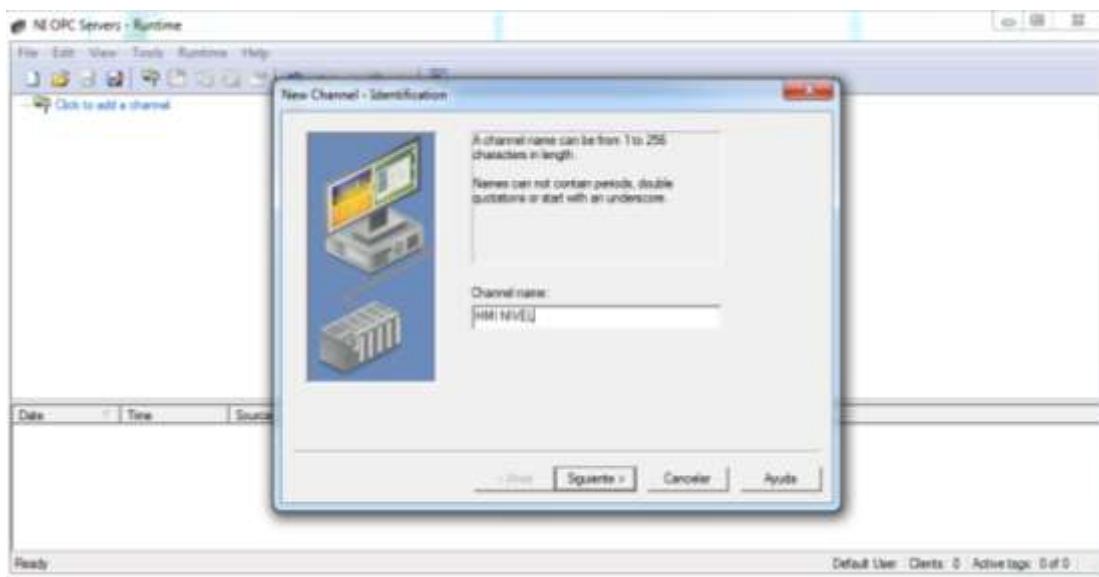 NI OPC Servers - Runtime
File Edit View Tools Runtime Help
Click to add a channel
New Channel - Identification
A channel name can be from 1 to 256
characters in length.
Names can not contain periods, double
quotations or start with an underscore.
Channel name:
HMI NIVEL
Siguiente > Cancelar Ayuda
Date Time Source
Ready Default User Clients: 0 Active tags: 0 of 0